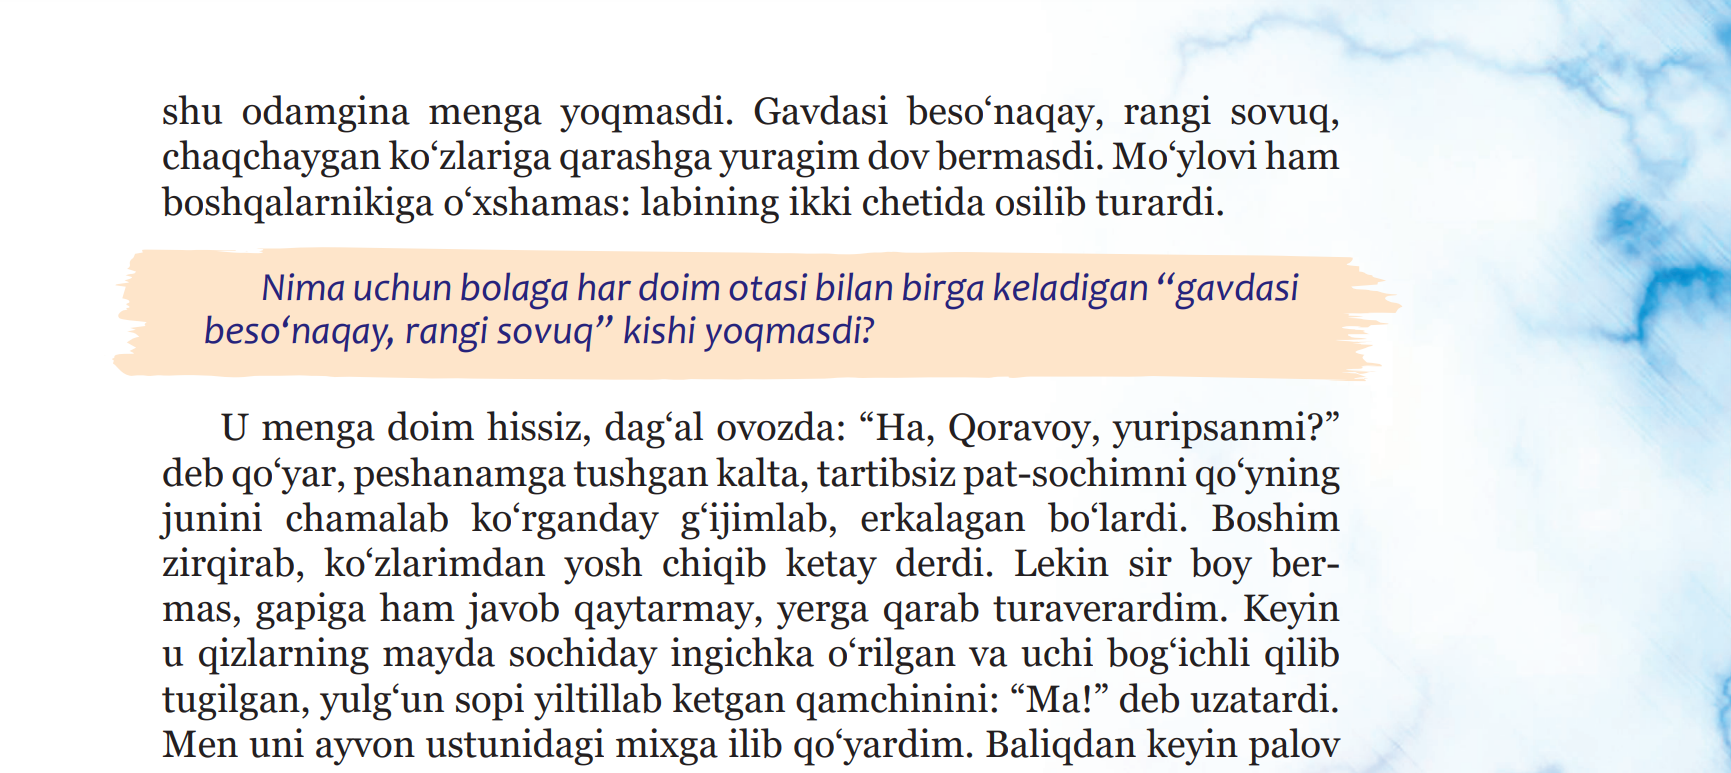 shu odamgina menga yoqmasdi. Gavdasi beso‘naqay, rangi sovuq,
chaqchaygan ko‘zlariga qarashga yuragim dov bermasdi. Mo‘ylovi ham
boshqalarnikiga o‘xshamas: labining ikki chetida osilib turardi.
Nima uchun bolaga har doim otasi bilan birga keladigan “gavdasi
beso‘naqay, rangi sovuq” kishi yoqmasdi?
U menga doim hissiz, dag‘al ovozda: “Ha, Qoravoy, yuripsanmi?”
deb qo‘yar, peshanamga tushgan kalta, tartibsiz pat-sochimni qo‘yning
junini chamalab ko‘rganday g‘ijimlab, erkalagan bo‘lardi. Boshim
zirqirab, ko‘zlarimdan yosh chiqib ketay derdi. Lekin sir boy ber-
mas, gapiga ham javob qaytarmay, yerga qarab turaverardim. Keyin
u qizlarning mayda sochiday ingichka o‘rilgan va uchi bog‘ichli qilib
tugilgan, yulg‘un sopi yiltillab ketgan qamchinini: “Ma!” deb uzatardi.
Men uni ayvon ustunidagi mixga ilib qo‘yardim. Baliqdan keyin palov